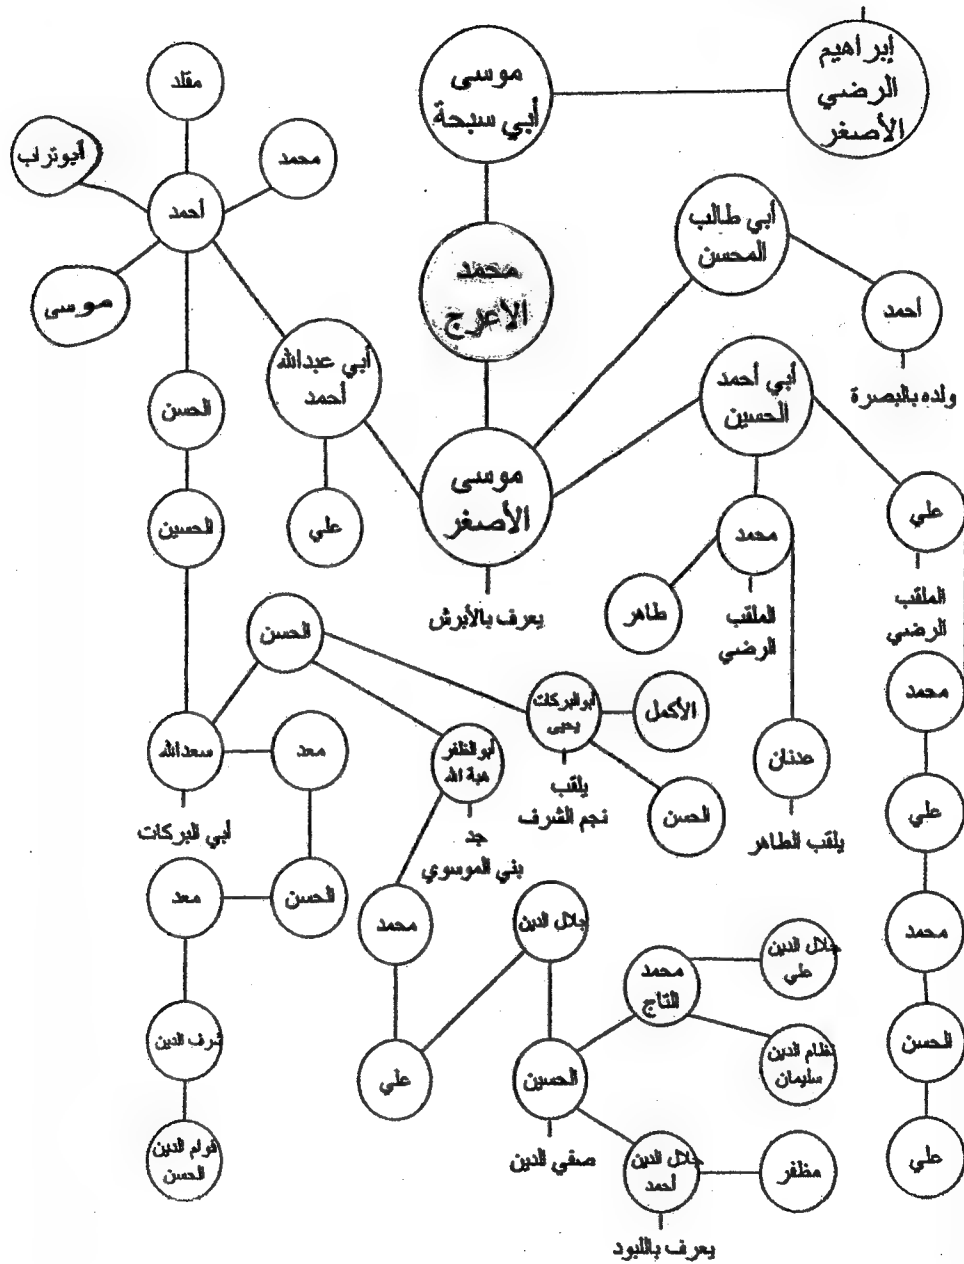 إبراهيم
الرضي
الأصغر
موسى
أبي سبحة
محمد
الأعرج
موسى
الأصغر
يعرف بالأبرش
أبي طالب
المحسن
أحمد
ولده بالبصرة
أبي أحمد
الحسين
علي
الملقب
الرضي
محمد
علي
محمد
الحسن
علي
محمد
الملقب
الرضي
طاهر
عدنان
يلقب الطاهر
أبي عبدالله
أحمد
علي
أحمد
مقلد
محمد
أبوتراب
موسى
الحسن
الحسين
سعدالله
أبي البركات
معد
الحسن
معد
شرف الدين
قوام الدين
الحسن
الحسن
أبوالبركات
يحيى
يلقب
نجم الشرف
الأكمل
الحسن
أبوالظفر
هبة الله
جد
بني الموسوي
محمد
علي
جلال الدين
الحسين
صفي الدين
محمد
التاج
جلال الدين
علي
نظام الدين
سليمان
جلال الدين
أحمد
يعرف باللبود
مظفر